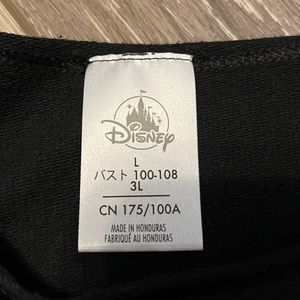 Disney
L
バスト 100-108
3L
CN 175/100A
MADE IN HONDURAS
FABRIQUÉ AU HONDURAS